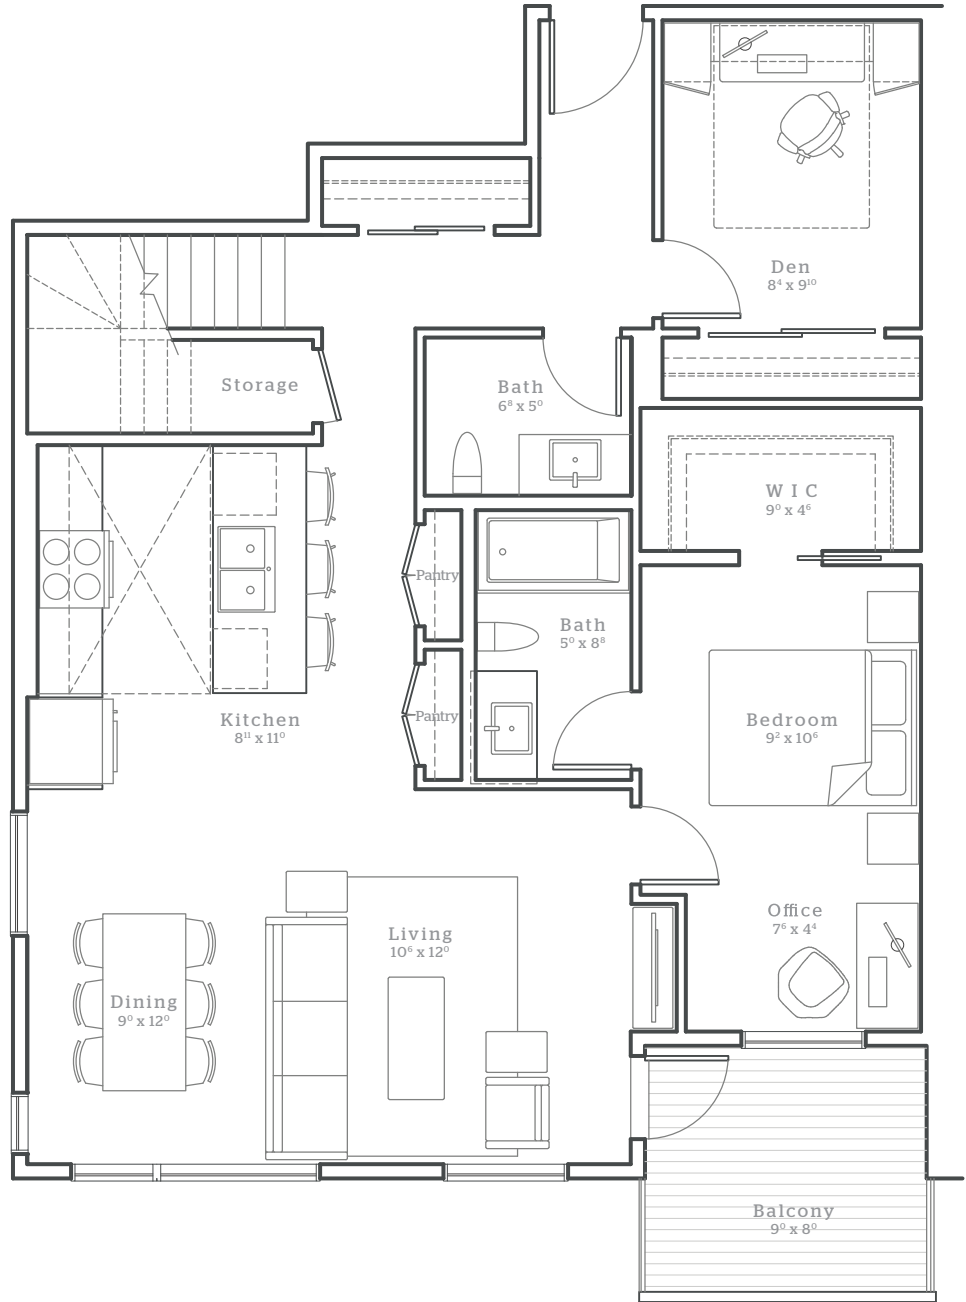 Den
8⁴ x 9¹⁰
Storage
Bath
6⁸ x 5⁰
W I C
9⁰ x 4⁶
Pantry
Bath
5⁰ x 8⁸
Pantry
Kitchen
8¹¹ x 11⁰
Bedroom
9² x 10⁶
Office
7⁶ x 4⁴
Living
10⁶ x 12⁰
Dining
9⁰ x 12⁰
Balcony
9⁰ x 8⁰